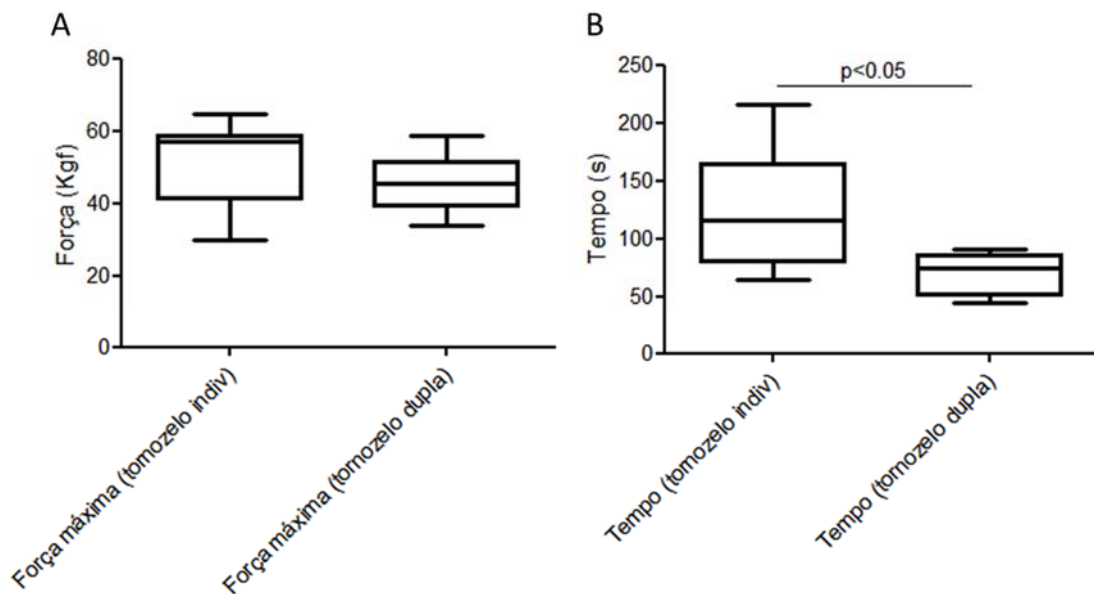 A
Força (Kgf)
80
60
40
20
0
Força máxima (tornozelo indiv)
Força máxima (tornozelo dupla)
B
p<0.05
Tempo (s)
250
200
150
100
50
0
Tempo (tornozelo indiv)
Tempo (tornozelo dupla)